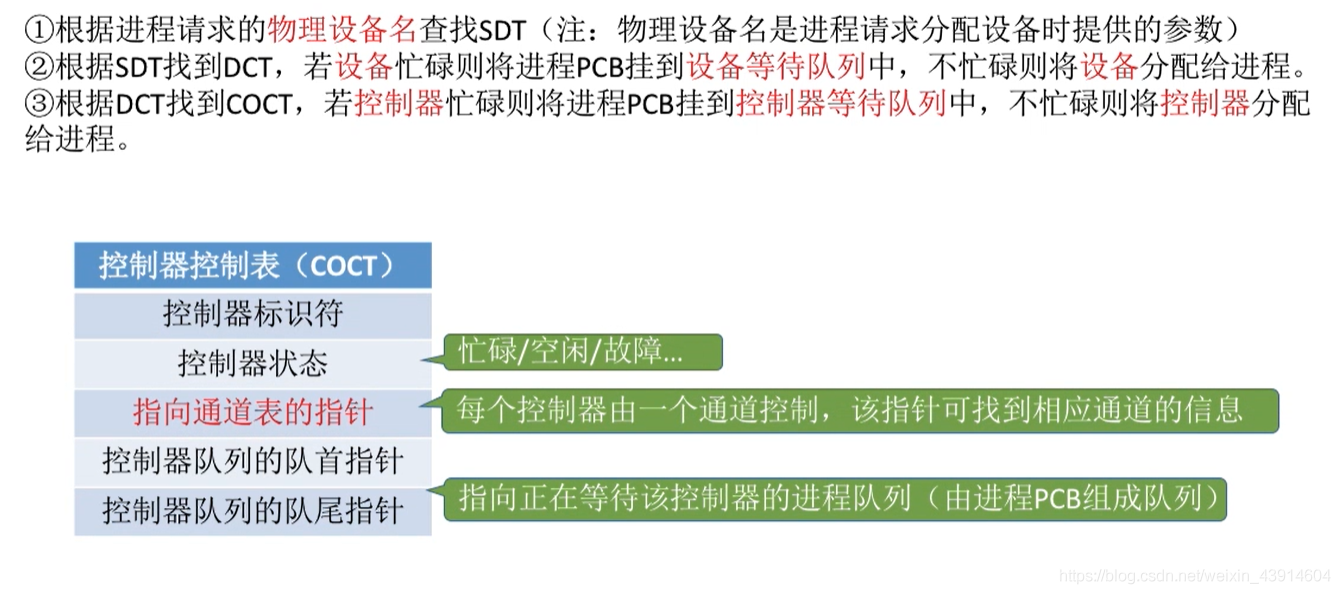 ①根据进程请求的物理设备名查找SDT（注：物理设备名是进程请求分配设备时提供的参数）
②根据SDT找到DCT，若设备忙碌则将进程PCB挂到设备等待队列中，不忙碌则将设备分配给进程。
③根据DCT找到COCT，若控制器忙碌则将进程PCB挂到控制器等待队列中，不忙碌则将控制器分配
给进程。
控制器控制表（COCT）
控制器标识符
控制器状态
忙碌/空闲/故障...
指向通道表的指针
每个控制器由一个通道控制，该指针可找到相应通道的信息
控制器队列的队首指针
控制器队列的队尾指针
指向正在等待该控制器的进程队列（由进程PCB组成队列）
https://blog.csdn.net/weixin_43914604